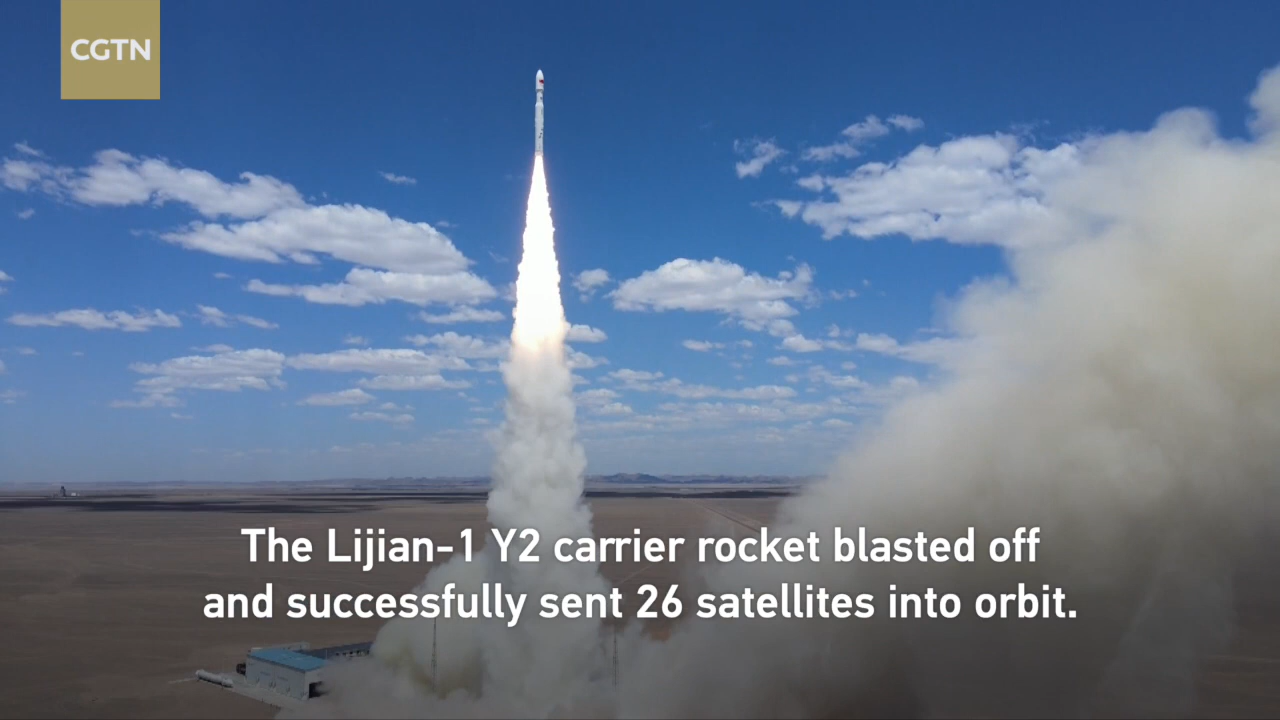 CGTN
The Lijian-1 Y2 carrier rocket blasted off
and successfully sent 26 satellites into orbit.